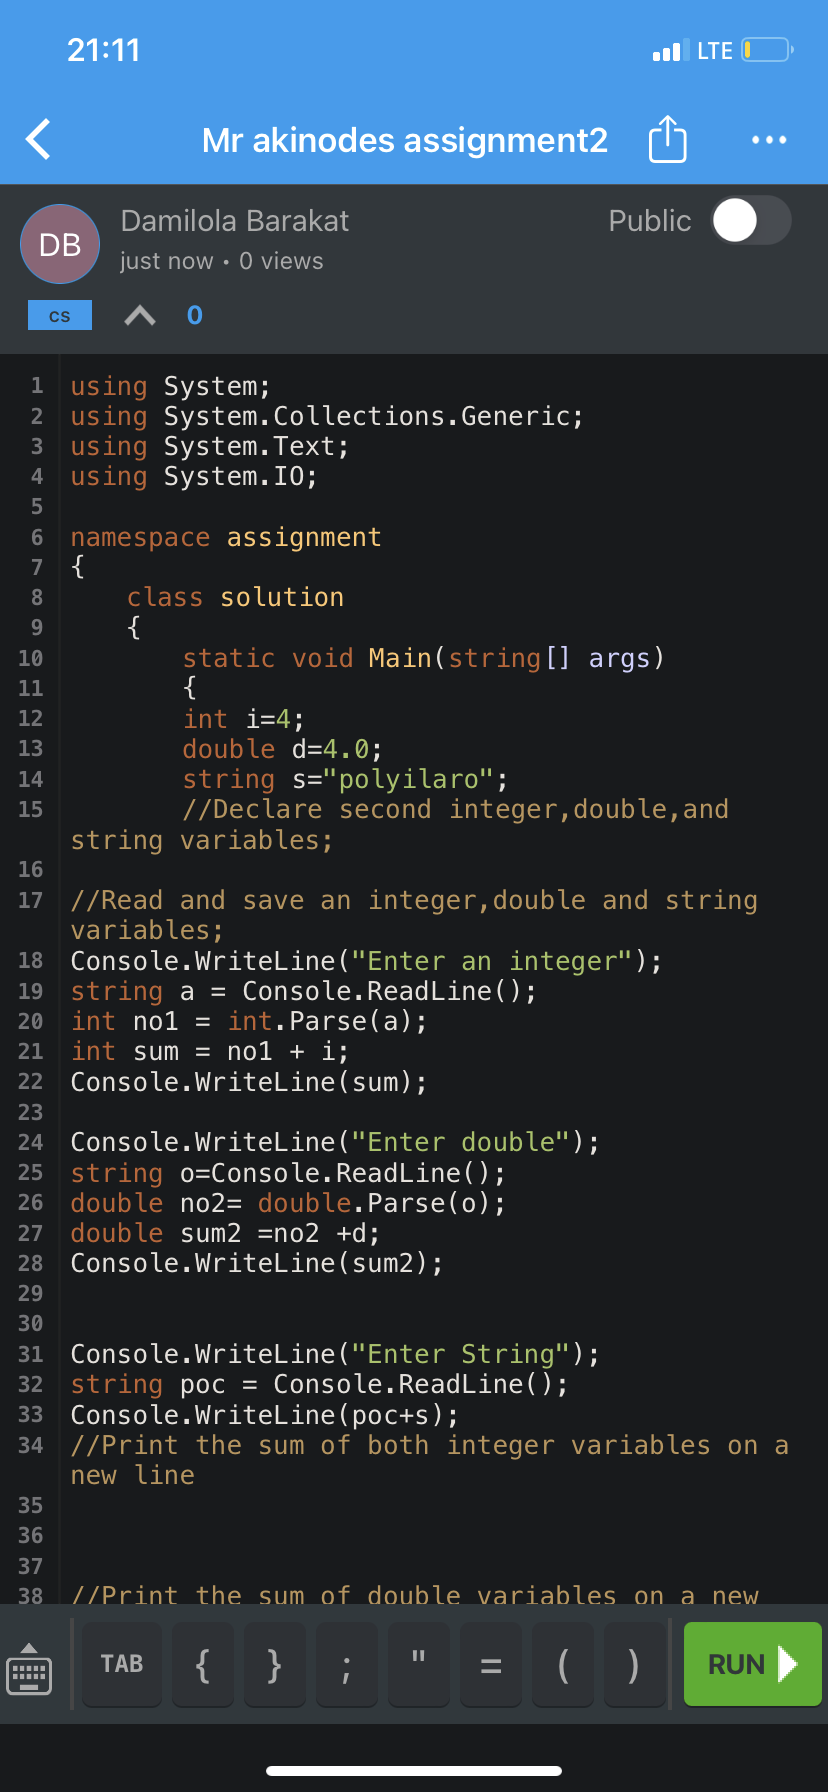 21:11 LTE
Mr akinodes assignment2
DB Damilola Barakat Public
just now • 0 views
cs 0
1 using System;
2 using System.Collections.Generic;
3 using System.Text;
4 using System.IO;
5
6 namespace assignment
7 {
8 class solution
9 {
10 static void Main(string[] args)
11 {
12 int i=4;
13 double d=4.0;
14 string s="polyilaro";
15 //Declare second integer,double,and
string variables;
16
17 //Read and save an integer,double and string
variables;
18 Console.WriteLine("Enter an integer");
19 string a = Console.ReadLine();
20 int no1 = int.Parse(a);
21 int sum = no1 + i;
22 Console.WriteLine(sum);
23
24 Console.WriteLine("Enter double");
25 string o=Console.ReadLine();
26 double no2= double.Parse(o);
27 double sum2 =no2 +d;
28 Console.WriteLine(sum2);
29
30
31 Console.WriteLine("Enter String");
32 string poc = Console.ReadLine();
33 Console.WriteLine(poc+s);
34 //Print the sum of both integer variables on a
new line
35
36
37
38 //Print the sum of double variables on a new
TAB { } ; " = ( ) RUN